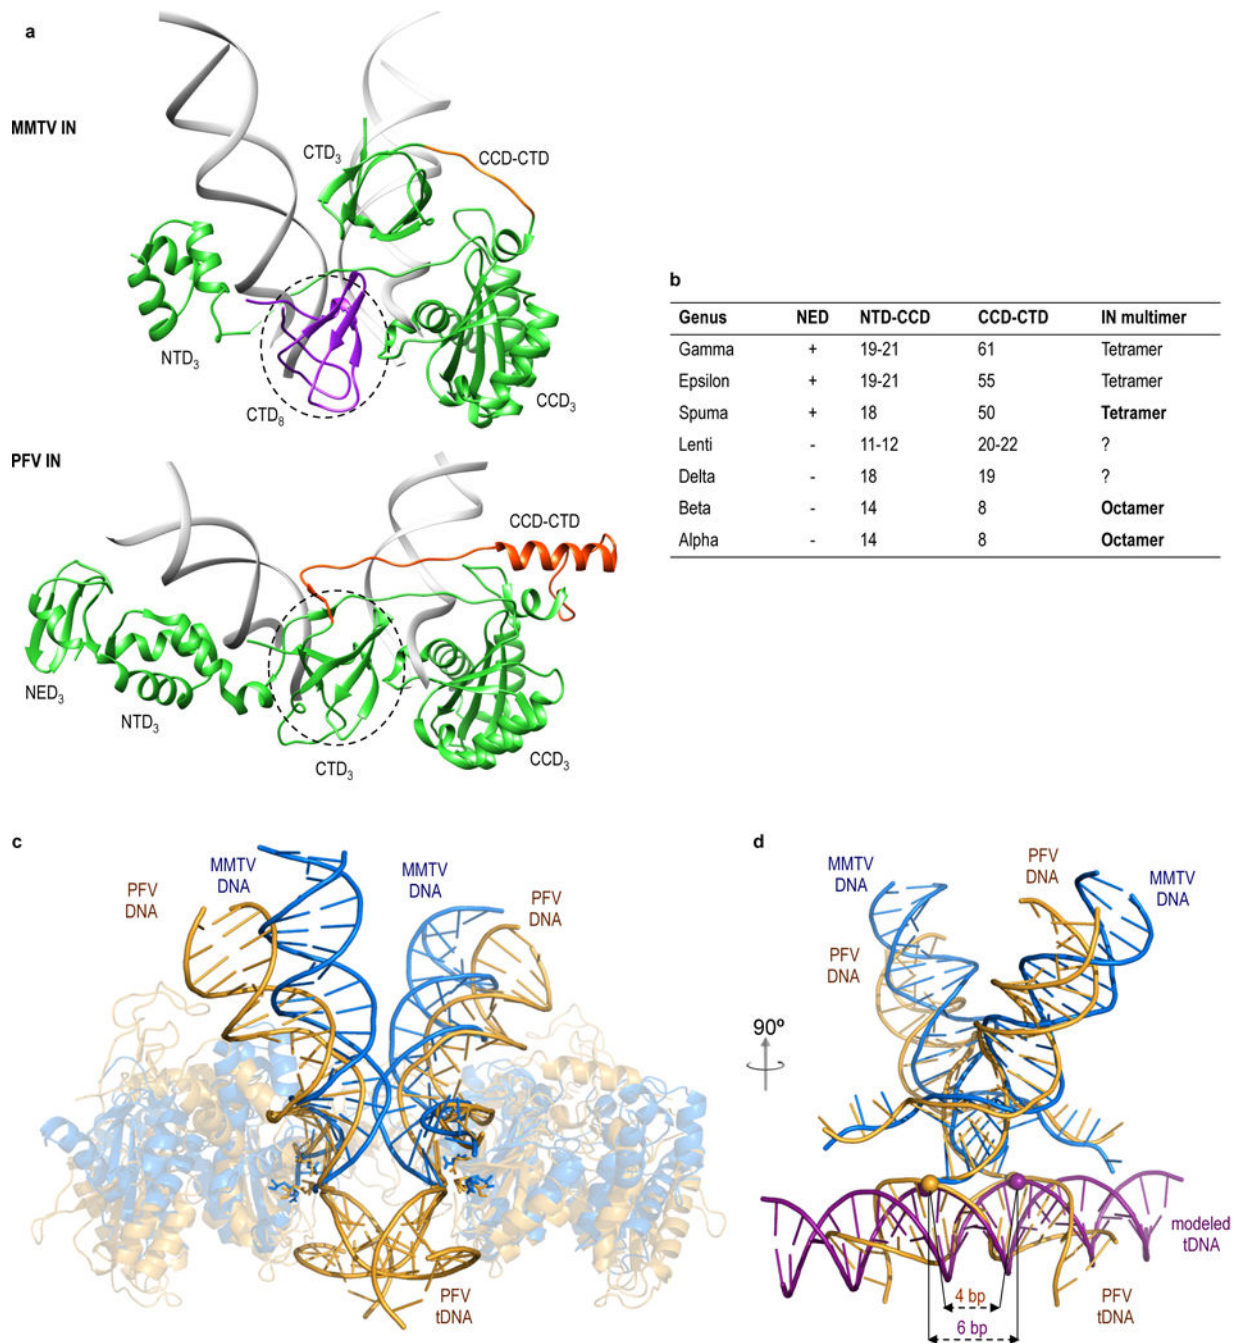 a
MMTV IN
CTD3
CCD-CTD
NTD3
CTD8
CCD3
PFV IN
CCD-CTD
NED3
NTD3
CTD3
CCD3
b
Genus NED NTD-CCD CCD-CTD IN multimer
Gamma + 19-21 61 Tetramer
Epsilon + 19-21 55 Tetramer
Spuma + 18 50 Tetramer
Lenti - 11-12 20-22 ?
Delta - 18 19 ?
Beta - 14 8 Octamer
Alpha - 14 8 Octamer
c
PFV
DNA
MMTV
DNA
MMTV
DNA
PFV
DNA
PFV
tDNA
d
MMTV
DNA
PFV
DNA
MMTV
DNA
PFV
DNA
90º
modeled
tDNA
4 bp
6 bp
PFV
tDNA